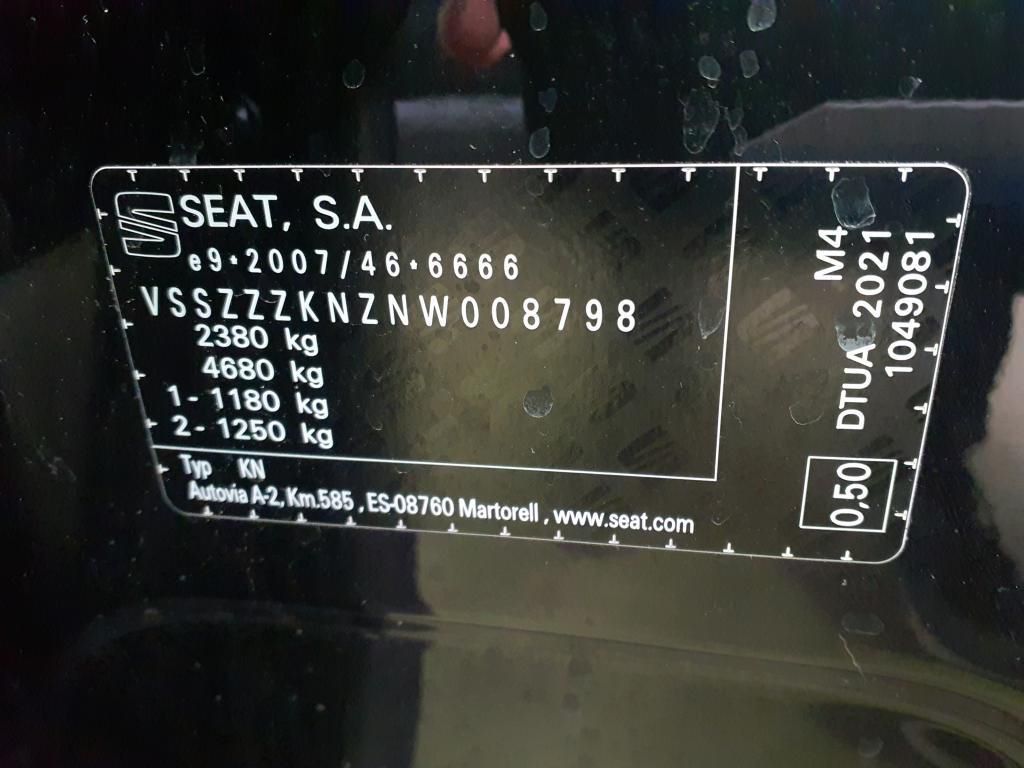 SEAT, S.A.
e9*2007/46*6666
VSSZZZKNZNW008798
2380 kg
4680 kg
1- 1180 kg
2- 1250 kg
Typ KN
Autovia A-2, Km.585 , ES-08760 Martorell , www.seat.com
M4
DTUA 2021
1049081
0,50